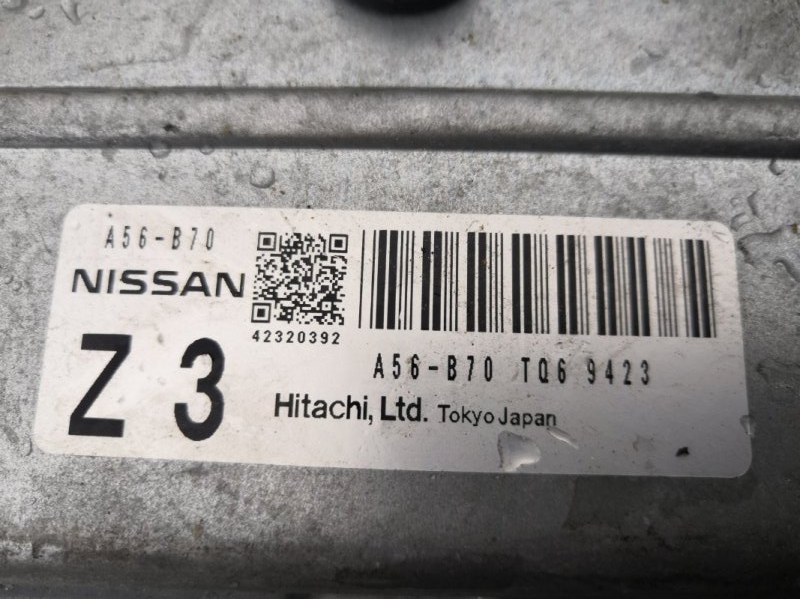 A56-B70
NISSAN
42320392
Z 3
A56-B70 TQ6 9423
Hitachi, Ltd. Tokyo Japan